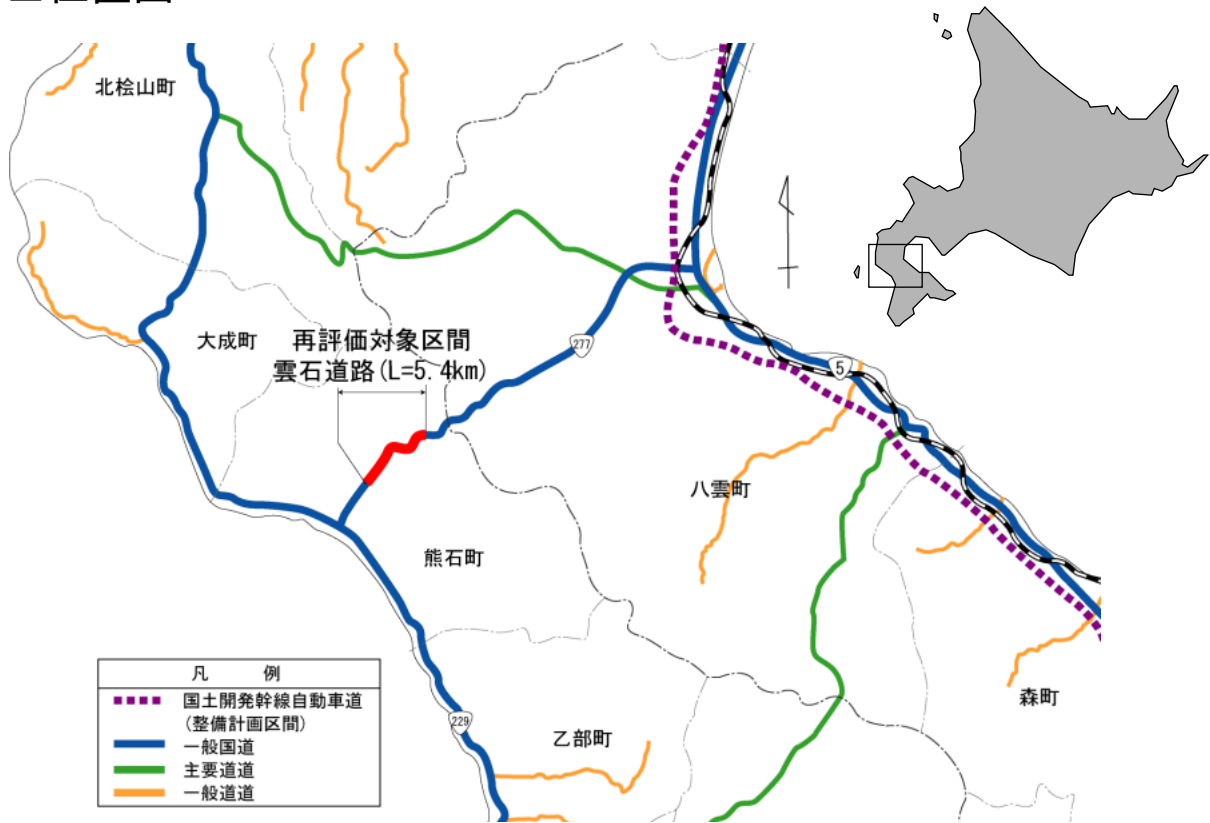 北桧山町
大成町
再評価対象区間
雲石道路(L=5.4km)
277
5
八雲町
熊石町
229
乙部町
森町
凡 例
国土開発幹線自動車道
(整備計画区間)
一般国道
主要道道
一般道道